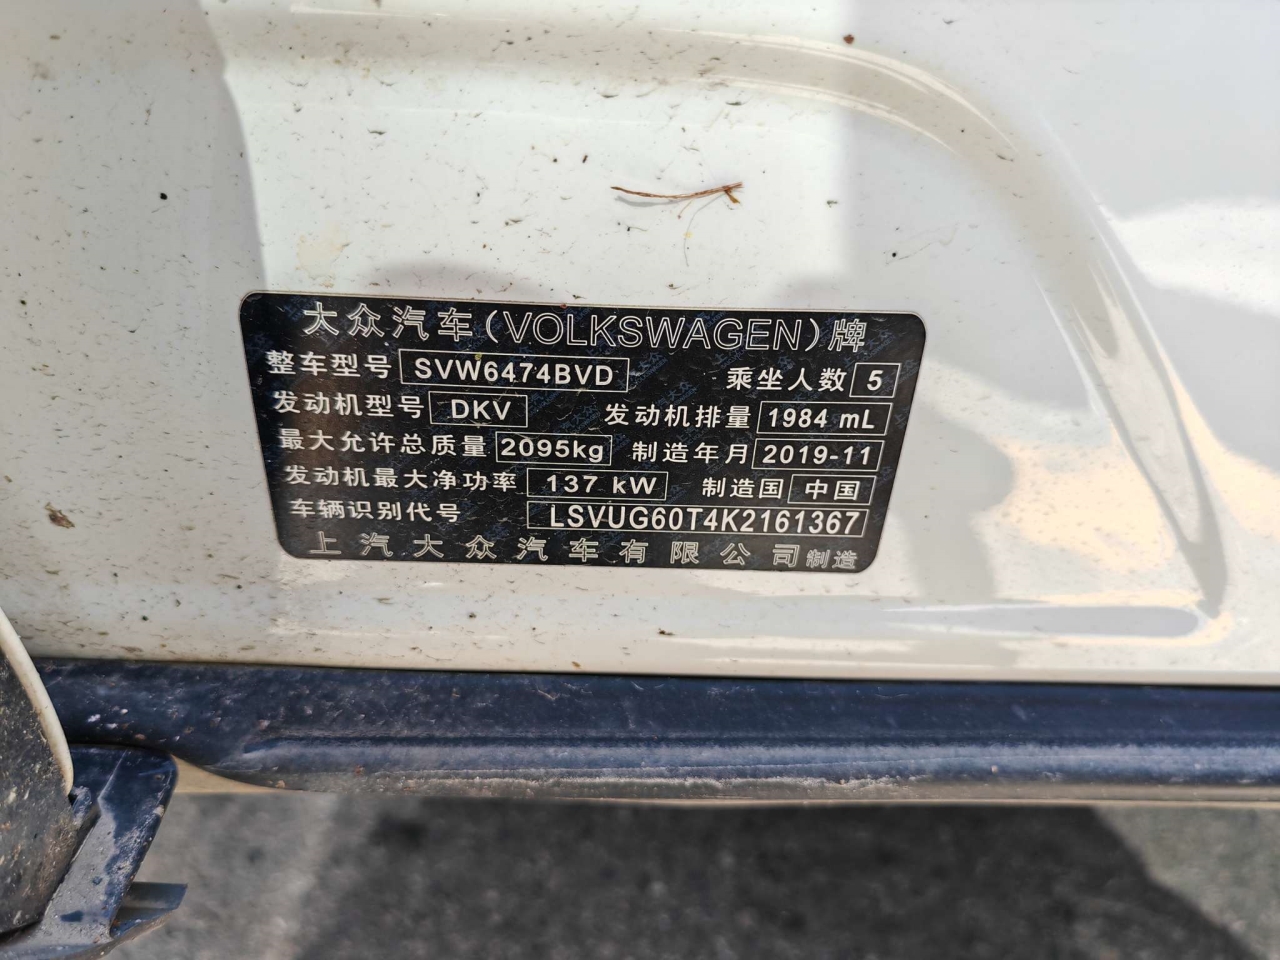 大众汽车(VOLKSWAGEN)牌
整车型号 SVW6474BVD 乘坐人数 5
发动机型号 DKV 发动机排量 1984 mL
最大允许总质量 2095kg 制造年月 2019-11
发动机最大净功率 137 kW 制造国 中国
车辆识别代号 LSVUG60T4K2161367
上汽大众汽车有限公司制造